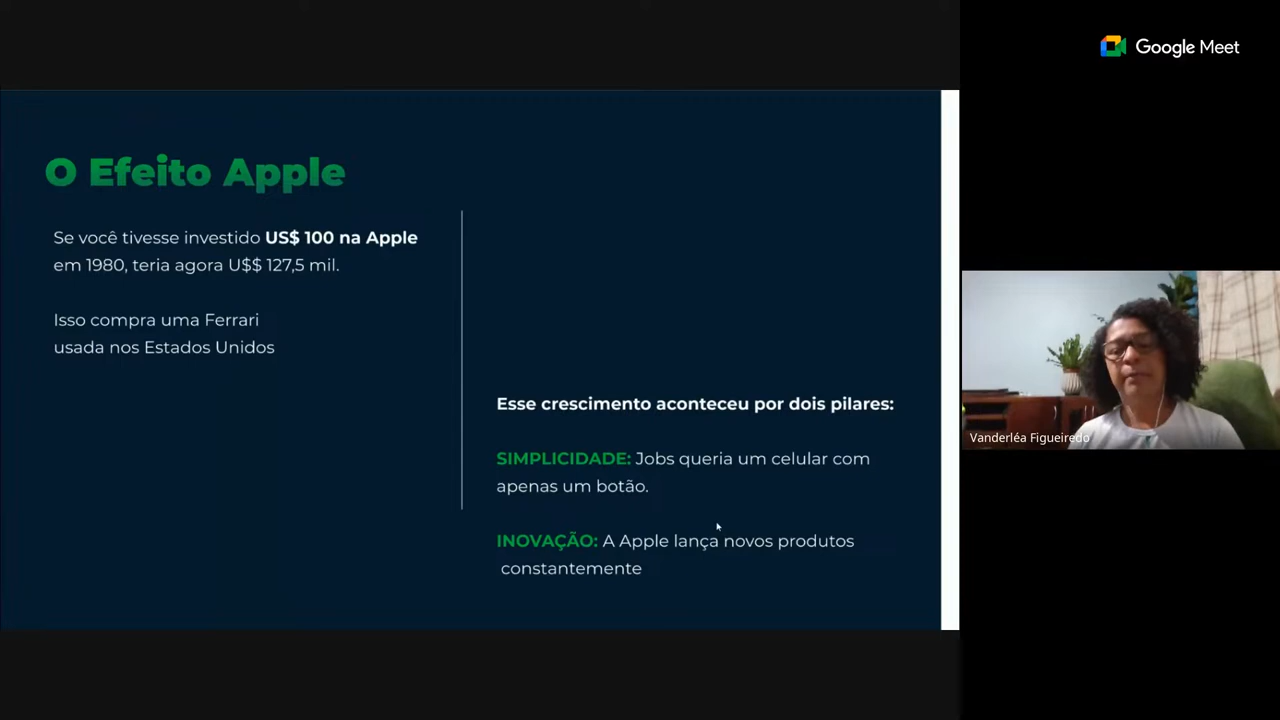 Google Meet
O Efeito Apple
Se você tivesse investido US$ 100 na Apple
em 1980, teria agora U$$ 127,5 mil.
Isso compra uma Ferrari
usada nos Estados Unidos
Esse crescimento aconteceu por dois pilares:
SIMPLICIDADE: Jobs queria um celular com
apenas um botão.
INOVAÇÃO: A Apple lança novos produtos
constantemente
Vanderléa Figueiredo